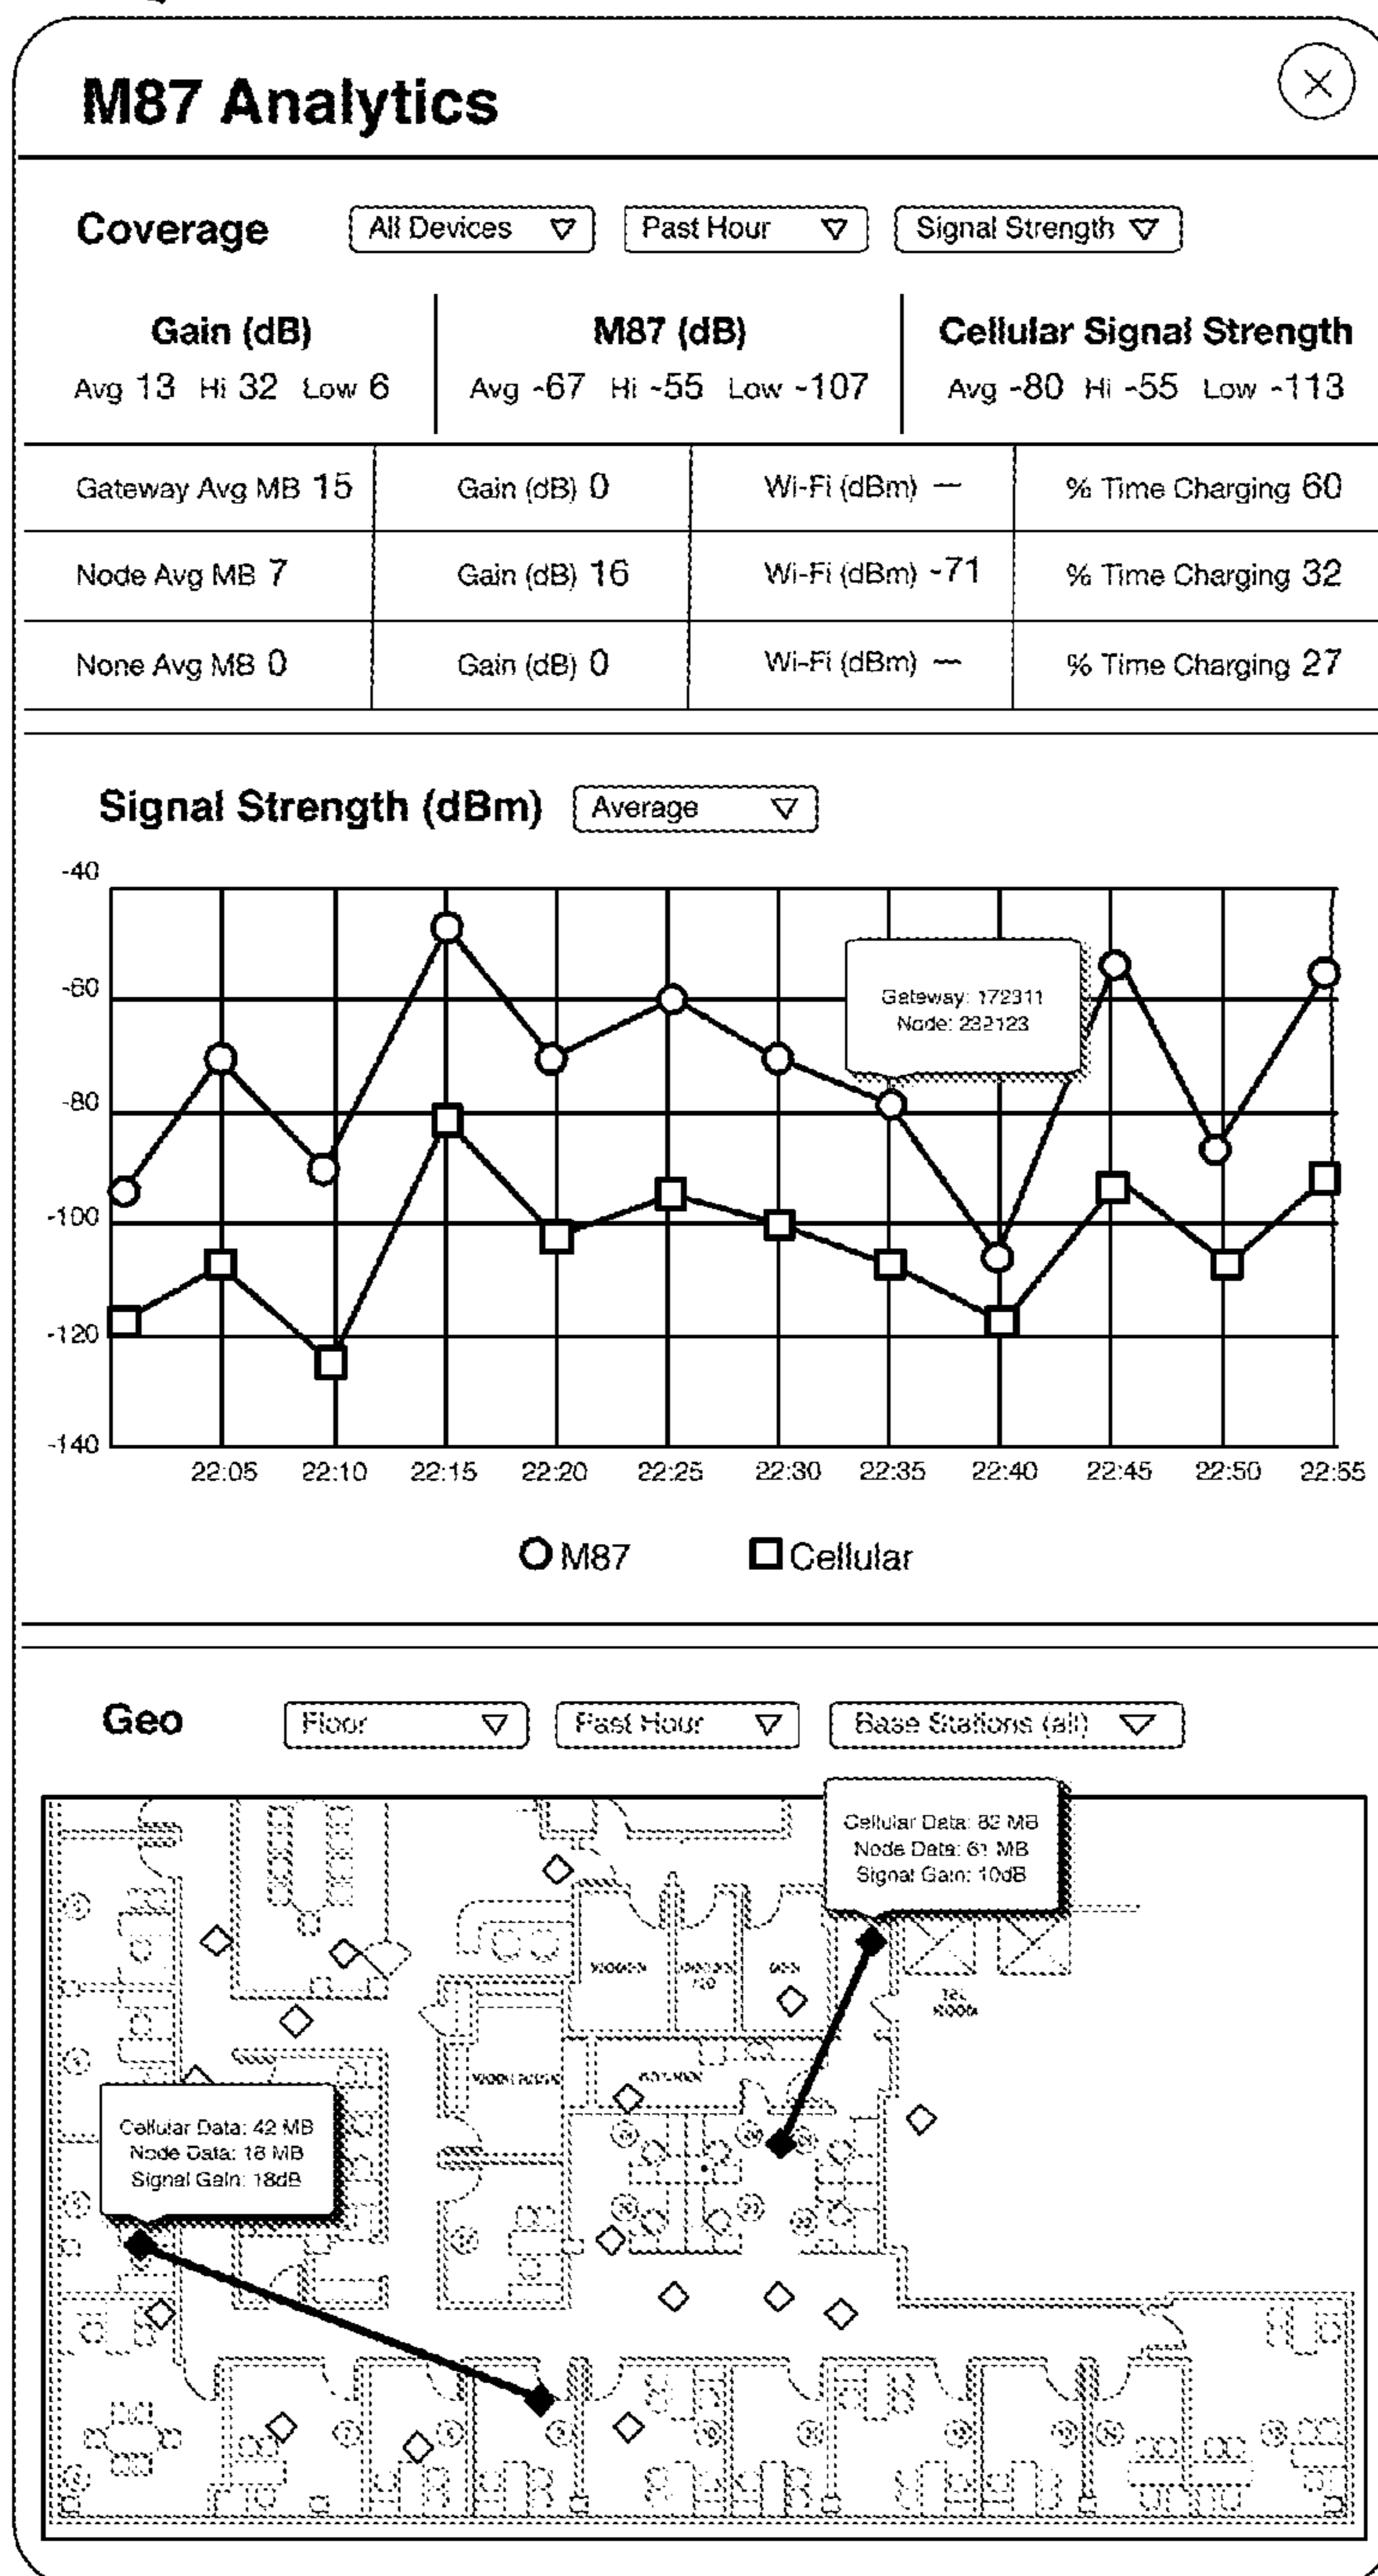 M87 Analytics
Coverage All Devices Past Hour Signal Strength
Gain (dB) M87 (dB) Cellular Signal Strength
Avg 13 Hi 32 Low 6 Avg -67 Hi -55 Low -107 Avg -80 Hi -55 Low -113
Gateway Avg MB 15 Gain (dB) 0 Wi-Fi (dBm) — % Time Charging 60
Node Avg MB 7 Gain (dB) 16 Wi-Fi (dBm) -71 % Time Charging 32
None Avg MB 0 Gain (dB) 0 Wi-Fi (dBm) — % Time Charging 27
Signal Strength (dBm) Average
-40
-60
Gateway: 172311
Node: 232123
-80
-100
-120
-140
22:05 22:10 22:15 22:20 22:25 22:30 22:35 22:40 22:45 22:50 22:55
M87 Cellular
Geo Floor Past Hour Base Stations (all)
Cellular Data: 82 MB
Node Data: 61 MB
Signal Gain: 10dB
Cellular Data: 42 MB
Node Data: 18 MB
Signal Gain: 18dB